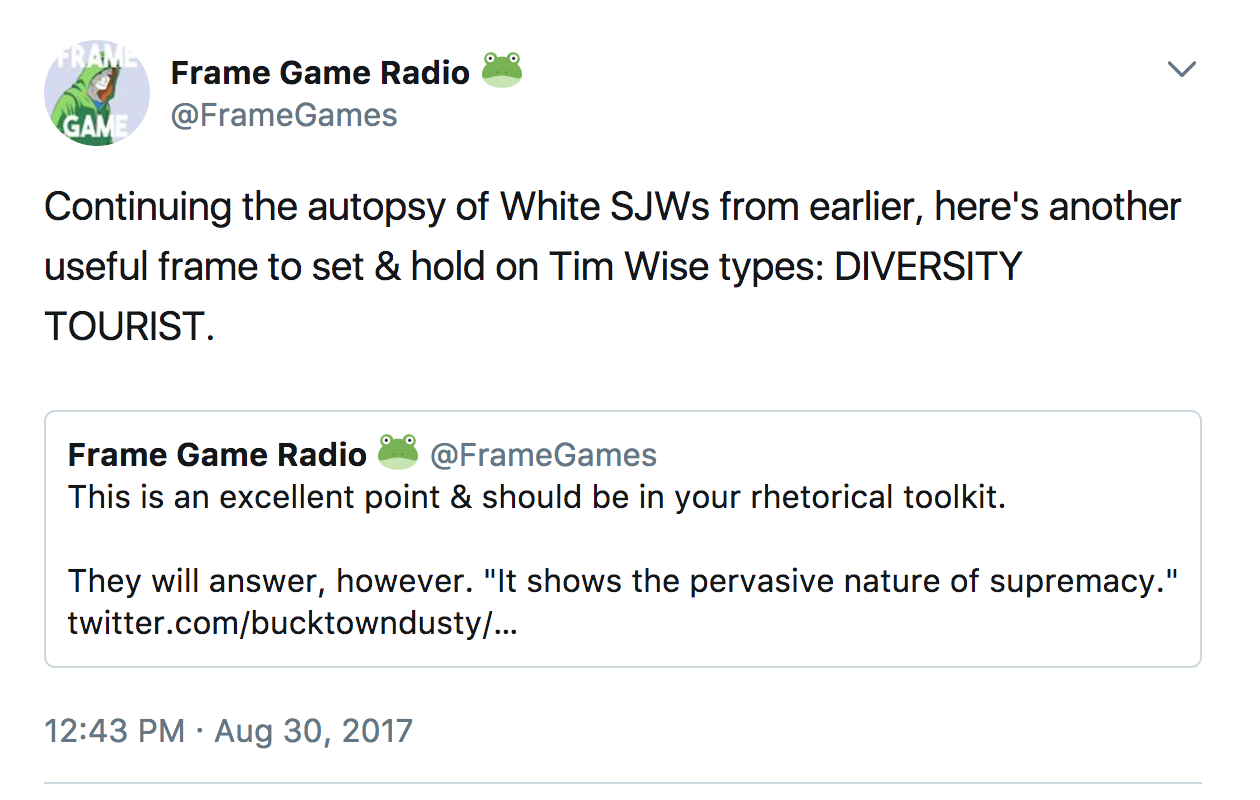 FRAME
GAME
Frame Game Radio 🐸
@FrameGames
Continuing the autopsy of White SJWs from earlier, here's another
useful frame to set & hold on Tim Wise types: DIVERSITY
TOURIST.
Frame Game Radio 🐸 @FrameGames
This is an excellent point & should be in your rhetorical toolkit.
They will answer, however. "It shows the pervasive nature of supremacy."
twitter.com/bucktowndusty/...
12:43 PM · Aug 30, 2017